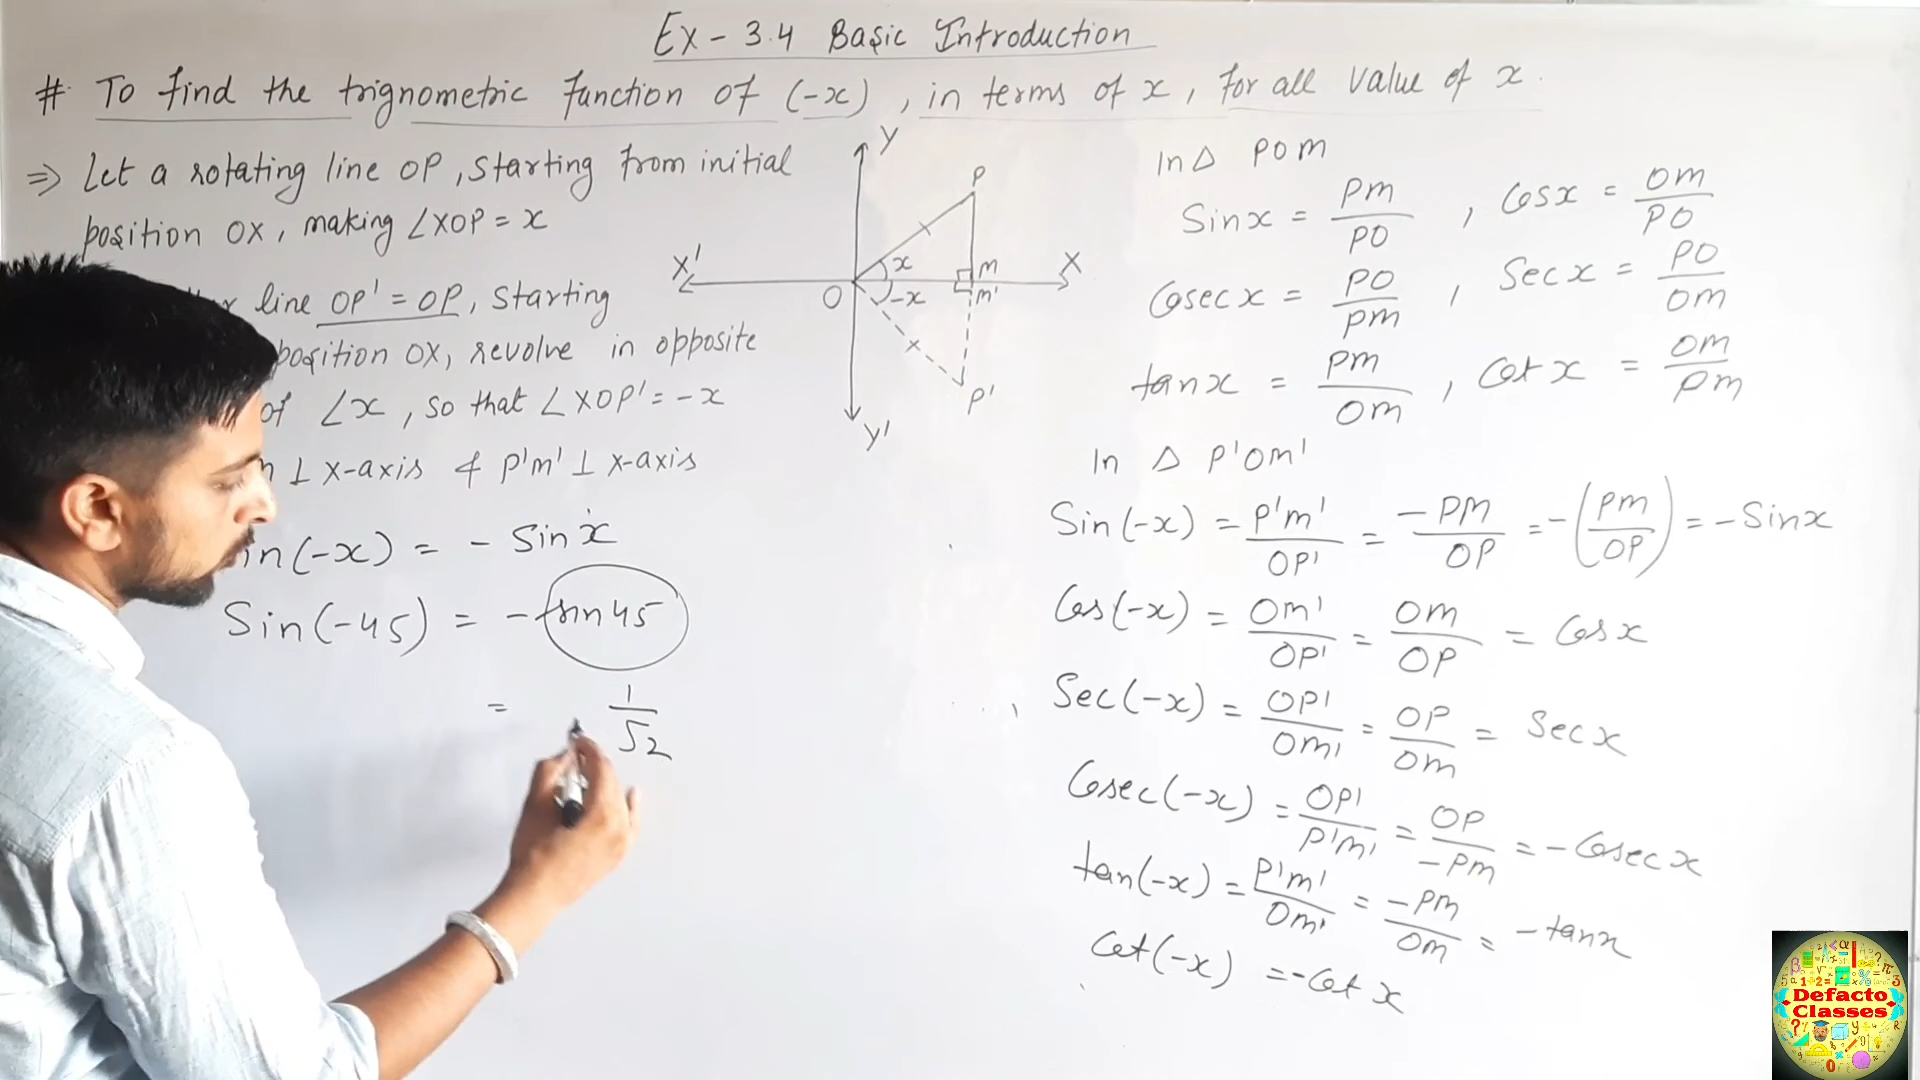 Ex - 3.4 Basic Introduction
# To find the trignometric function of (-x), in terms of x, for all value of x.
=> Let a rotating line OP, starting from initial
position OX, making ∠XOP = x
line OP' = OP, starting
position OX, revolve in opposite
of ∠x, so that ∠XOP' = -x
⊥ X-axis & P'm' ⊥ X-axis
in(-x) = - Sin x
Sin(-45) = - sin 45
= 1/√2
Y
P
X'
x
m
X
O
-x
m'
P'
Y'
In Δ POM
Sin x = PM/PO , Cos x = OM/PO
Cosec x = PO/PM , Sec x = PO/OM
tan x = PM/OM , Cot x = OM/PM
In Δ P'OM'
Sin(-x) = P'm'/OP' = -PM/OP = -(PM/OP) = - Sin x
Cos(-x) = OM'/OP' = OM/OP = Cos x
Sec(-x) = OP'/OM' = OP/OM = Sec x
Cosec(-x) = OP'/P'm' = OP/-PM = - Cosec x
tan(-x) = P'm'/OM' = -PM/OM = - tan x
Cot(-x) = - Cot x
Defacto
Classes